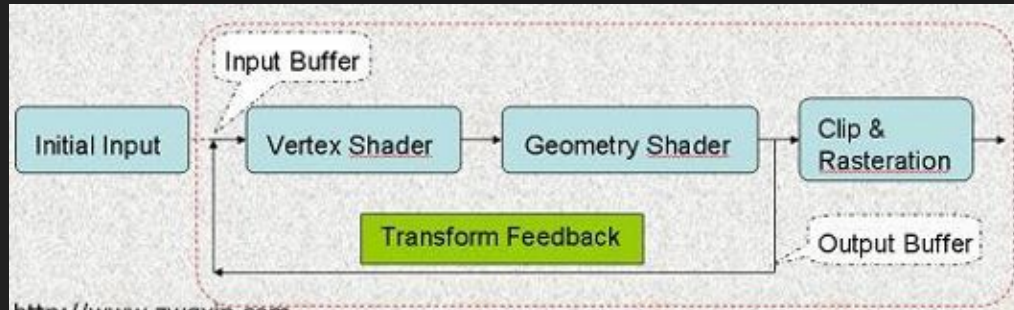 Input Buffer
Initial Input
Vertex Shader
Geometry Shader
Clip &
Rasteration
Transform Feedback
Output Buffer